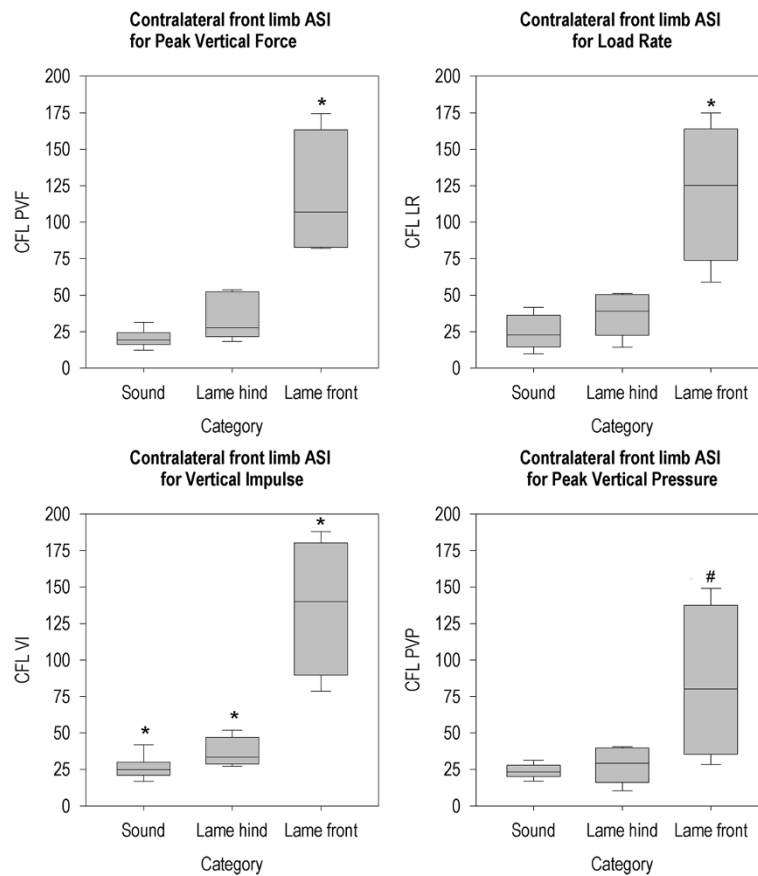 Contralateral front limb ASI
for Peak Vertical Force
200
175
150
125
100
75
50
25
0
CFL PVF
*
Sound Lame hind Lame front
Category
Contralateral front limb ASI
for Load Rate
200
175
150
125
100
75
50
25
0
CFL LR
*
Sound Lame hind Lame front
Category
Contralateral front limb ASI
for Vertical Impulse
200
175
150
125
100
75
50
25
0
CFL VI
* * *
Sound Lame hind Lame front
Category
Contralateral front limb ASI
for Peak Vertical Pressure
200
175
150
125
100
75
50
25
0
CFL PVP
#
Sound Lame hind Lame front
Category